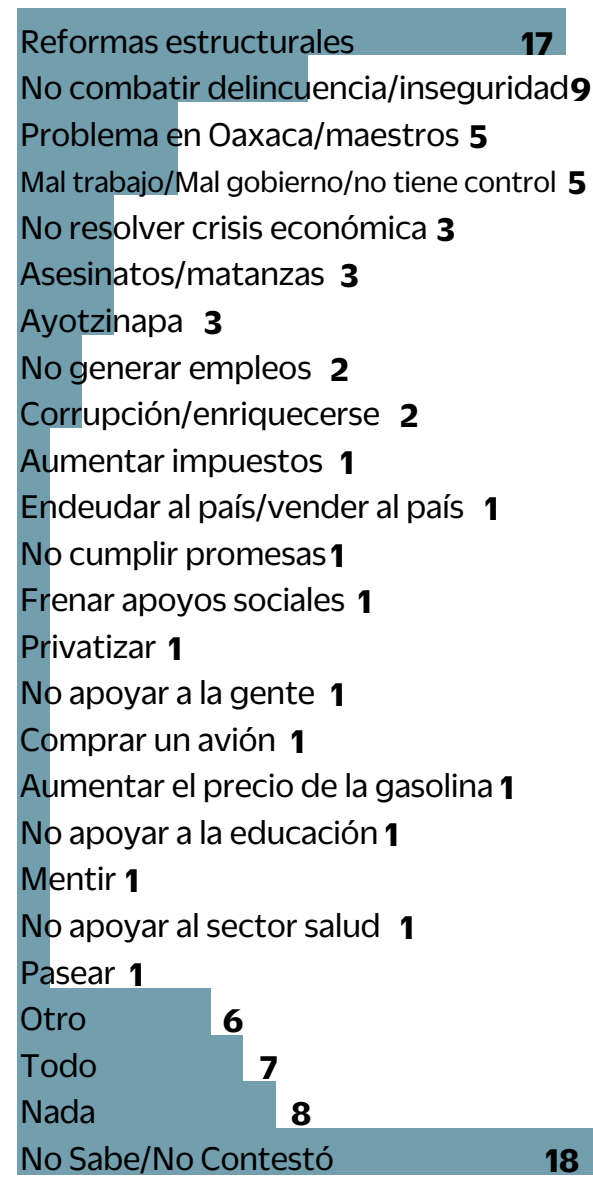 Reformas estructurales 17
No combatir delincuencia/inseguridad 9
Problema en Oaxaca/maestros 5
Mal trabajo/Mal gobierno/no tiene control 5
No resolver crisis económica 3
Asesinatos/matanzas 3
Ayotzinapa 3
No generar empleos 2
Corrupción/enriquecerse 2
Aumentar impuestos 1
Endeudar al país/vender al país 1
No cumplir promesas 1
Frenar apoyos sociales 1
Privatizar 1
No apoyar a la gente 1
Comprar un avión 1
Aumentar el precio de la gasolina 1
No apoyar a la educación 1
Mentir 1
No apoyar al sector salud 1
Pasear 1
Otro 6
Todo 7
Nada 8
No Sabe/No Contestó 18